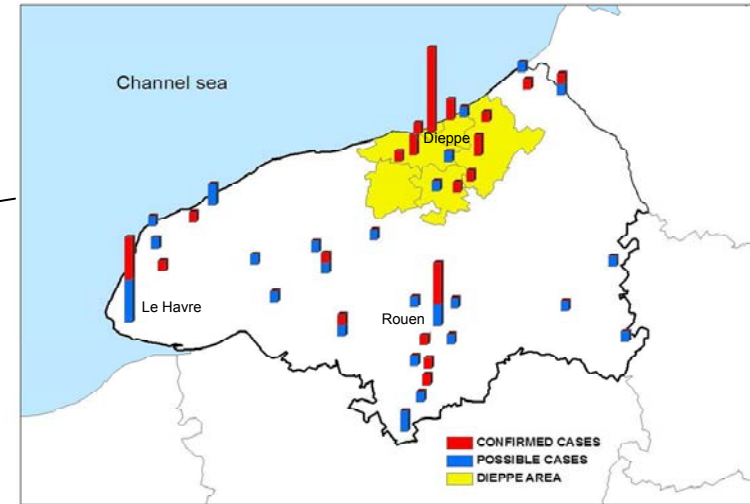 Channel sea
Dieppe
Le Havre
Rouen
CONFIRMED CASES
POSSIBLE CASES
DIEPPE AREA